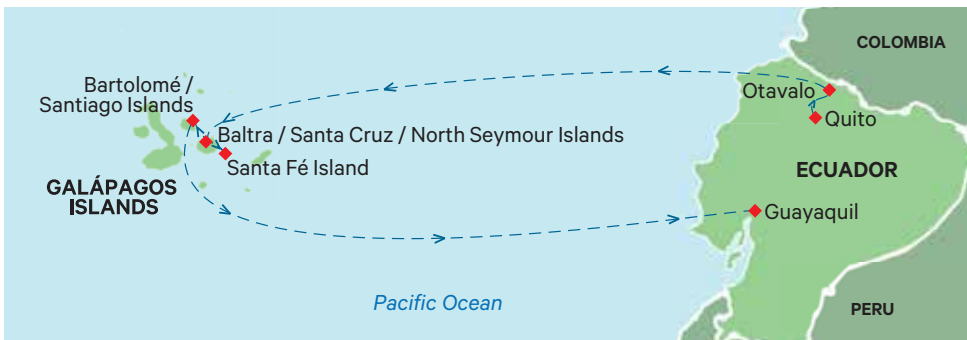 COLOMBIA
Bartolomé /
Santiago Islands
Otavalo
Quito
Baltra / Santa Cruz / North Seymour Islands
Santa Fé Island
ECUADOR
GALÁPAGOS
ISLANDS
Guayaquil
Pacific Ocean
PERU